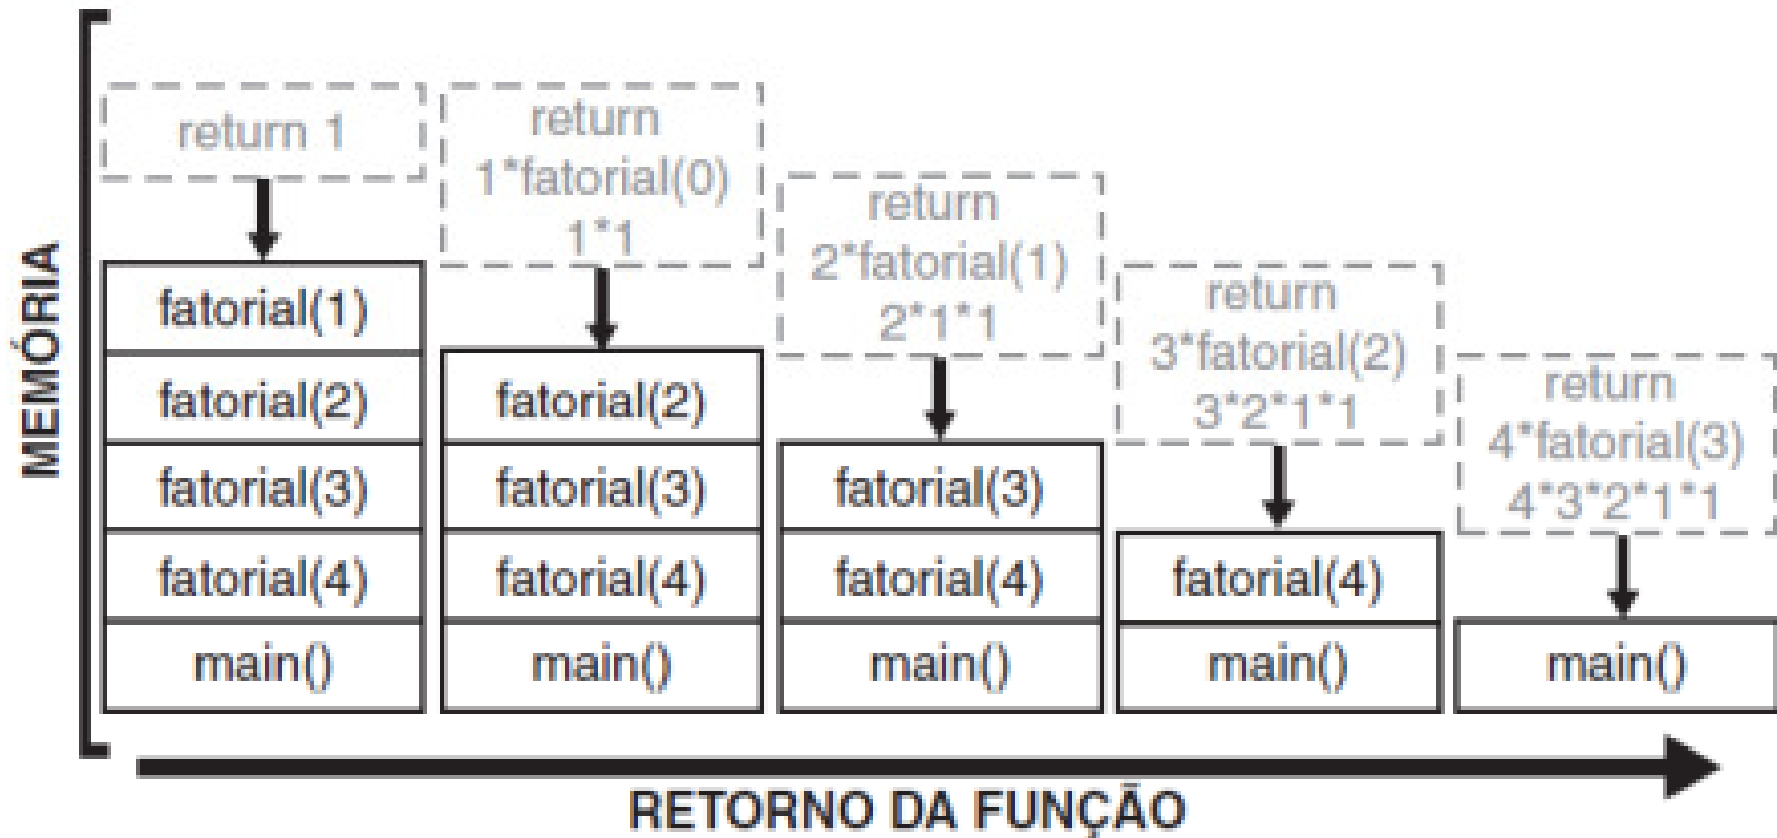 MEMÓRIA
return 1
fatorial(1)
fatorial(2)
fatorial(3)
fatorial(4)
main()
return
1*fatorial(0)
1*1
fatorial(2)
fatorial(3)
fatorial(4)
main()
return
2*fatorial(1)
2*1*1
fatorial(3)
fatorial(4)
main()
return
3*fatorial(2)
3*2*1*1
fatorial(4)
main()
return
4*fatorial(3)
4*3*2*1*1
main()
RETORNO DA FUNÇÃO